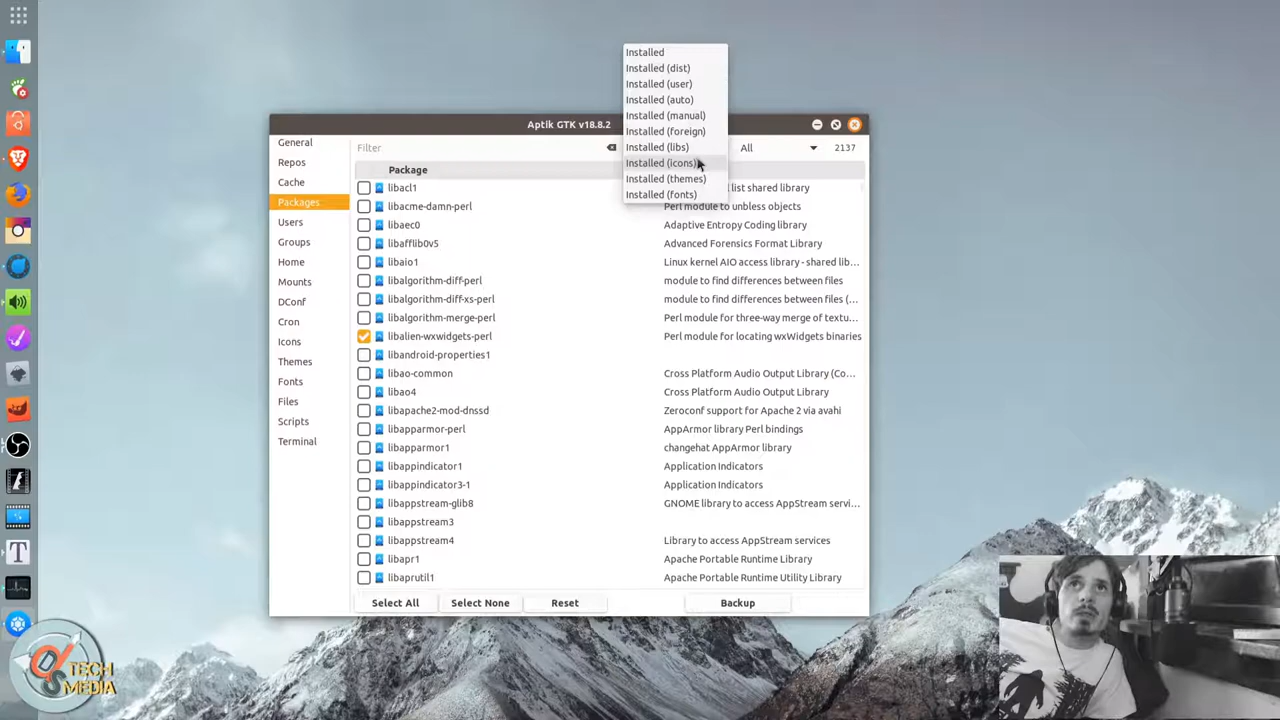 Installed
Installed (dist)
Installed (user)
Installed (auto)
Installed (manual)
Installed (foreign)
Installed (libs)
Installed (icons)
Installed (themes)
Installed (fonts)
Aptik GTK v18.8.2
General
Repos
Cache
Packages
Users
Groups
Home
Mounts
DConf
Cron
Icons
Themes
Fonts
Files
Scripts
Terminal
Filter
All
2137
Package
libacl1
list shared library
libacme-damn-perl
Perl module to unbless objects
libaec0
Adaptive Entropy Coding library
libafflib0v5
Advanced Forensics Format Library
libaio1
Linux kernel AIO access library - shared lib...
libalgorithm-diff-perl
module to find differences between files
libalgorithm-diff-xs-perl
module to find differences between files (...
libalgorithm-merge-perl
Perl module for three-way merge of textu...
libalien-wxwidgets-perl
Perl module for locating wxWidgets binaries
libandroid-properties1
libao-common
Cross Platform Audio Output Library (Co...
libao4
Cross Platform Audio Output Library
libapache2-mod-dnssd
Zeroconf support for Apache 2 via avahi
libapparmor-perl
AppArmor library Perl bindings
libapparmor1
changehat AppArmor library
libappindicator1
Application Indicators
libappindicator3-1
Application Indicators
libappstream-glib8
GNOME library to access AppStream servi...
libappstream3
libappstream4
Library to access AppStream services
libapr1
Apache Portable Runtime Library
libaprutil1
Apache Portable Runtime Utility Library
Select All
Select None
Reset
Backup
TECH
MEDIA